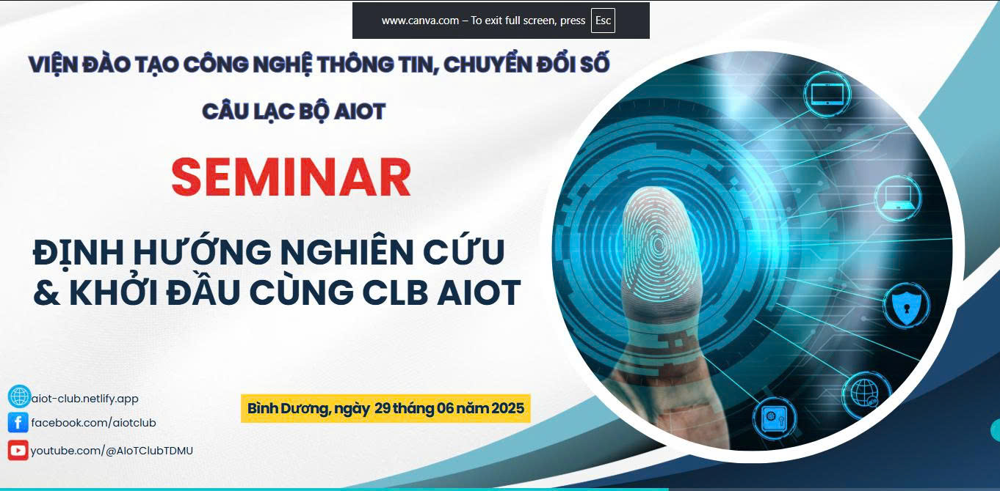 www.canva.com – To exit full screen, press Esc
VIỆN ĐÀO TẠO CÔNG NGHỆ THÔNG TIN, CHUYỂN ĐỔI SỐ
CÂU LẠC BỘ AIOT
SEMINAR
ĐỊNH HƯỚNG NGHIÊN CỨU
& KHỞI ĐẦU CÙNG CLB AIOT
aiot-club.netlify.app
facebook.com/aiotclub
youtube.com/@AIoTClubTDMU
Bình Dương, ngày 29 tháng 06 năm 2025